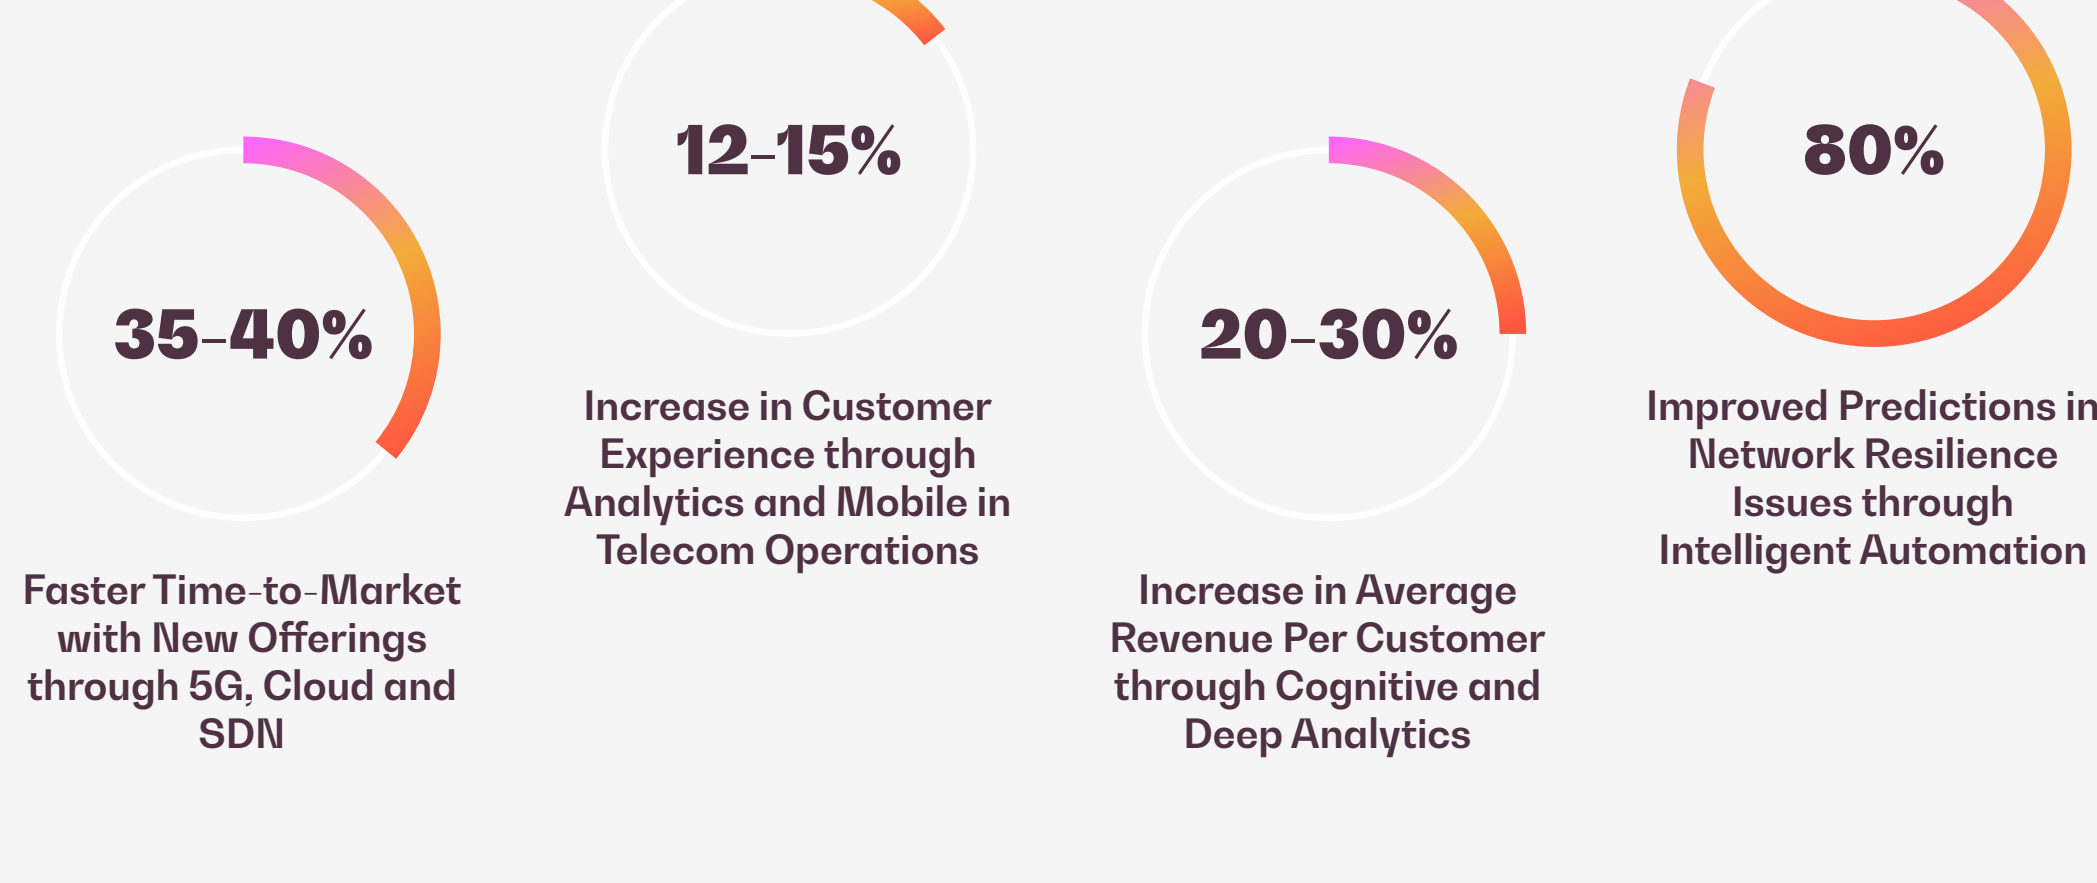 35–40%
Faster Time-to-Market
with New Offerings
through 5G, Cloud and
SDN
12–15%
Increase in Customer
Experience through
Analytics and Mobile in
Telecom Operations
20–30%
Increase in Average
Revenue Per Customer
through Cognitive and
Deep Analytics
80%
Improved Predictions in
Network Resilience
Issues through
Intelligent Automation